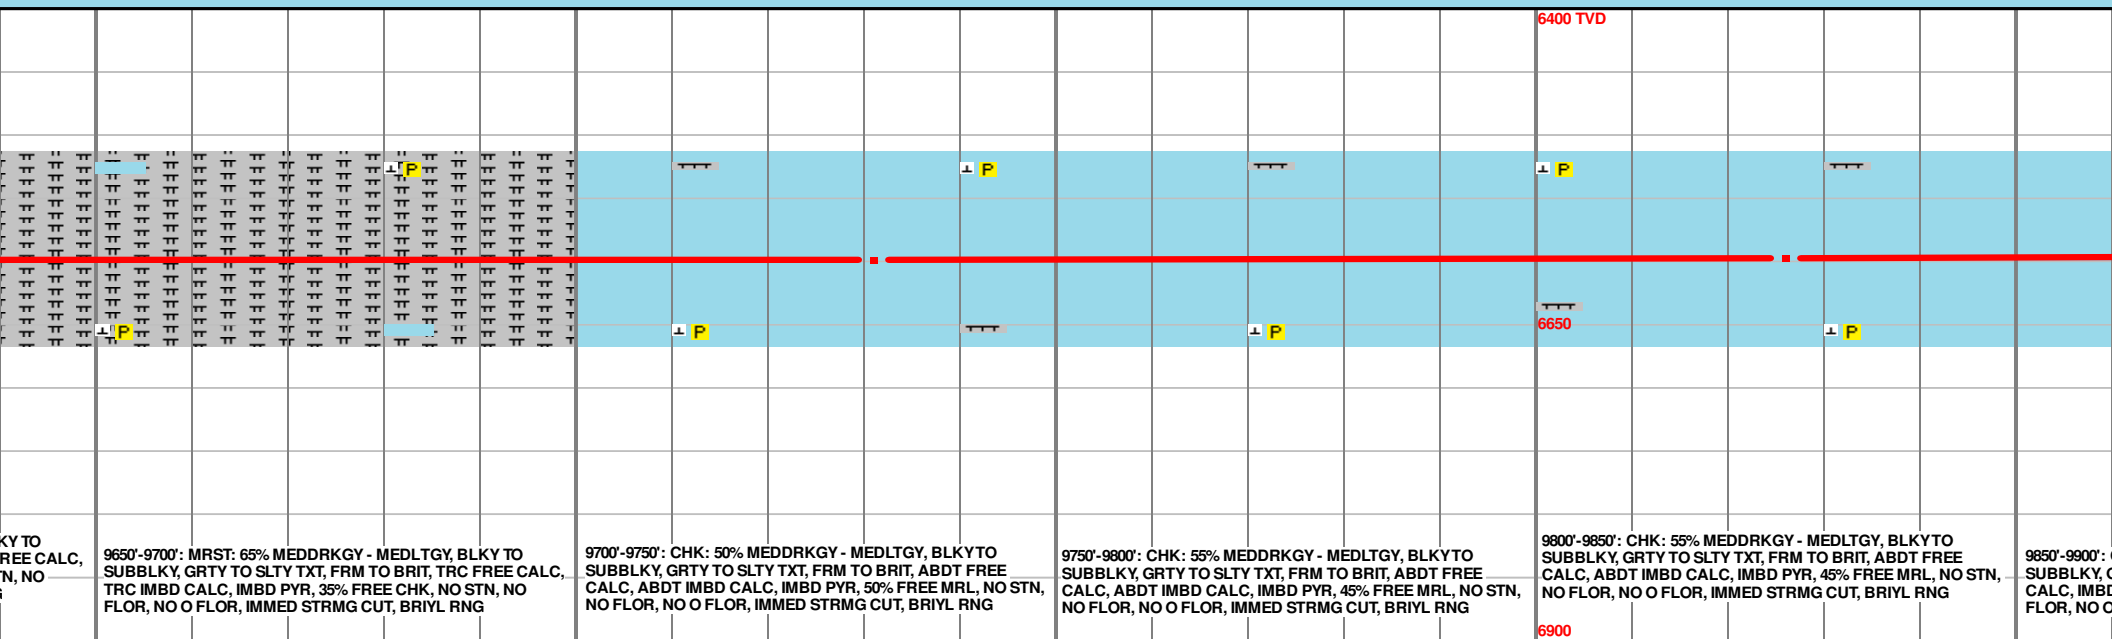 6400 TVD
P
P
P
P
P
P
P
P
6650
KY TO
REE CALC,
TN, NO
9650'-9700': MRST: 65% MEDDRKGY - MEDLTGY, BLKY TO
SUBBLKY, GRTY TO SLTY TXT, FRM TO BRIT, TRC FREE CALC,
TRC IMBD CALC, IMBD PYR, 35% FREE CHK, NO STN, NO
FLOR, NO O FLOR, IMMED STRMG CUT, BRIYL RNG
9700'-9750': CHK: 50% MEDDRKGY - MEDLTGY, BLKY TO
SUBBLKY, GRTY TO SLTY TXT, FRM TO BRIT, ABDT FREE
CALC, ABDT IMBD CALC, IMBD PYR, 50% FREE MRL, NO STN,
NO FLOR, NO O FLOR, IMMED STRMG CUT, BRIYL RNG
9750'-9800': CHK: 55% MEDDRKGY - MEDLTGY, BLKY TO
SUBBLKY, GRTY TO SLTY TXT, FRM TO BRIT, ABDT FREE
CALC, ABDT IMBD CALC, IMBD PYR, 45% FREE MRL, NO STN,
NO FLOR, NO O FLOR, IMMED STRMG CUT, BRIYL RNG
9800'-9850': CHK: 55% MEDDRKGY - MEDLTGY, BLKY TO
SUBBLKY, GRTY TO SLTY TXT, FRM TO BRIT, ABDT FREE
CALC, ABDT IMBD CALC, IMBD PYR, 45% FREE MRL, NO STN,
NO FLOR, NO O FLOR, IMMED STRMG CUT, BRIYL RNG
9850'-9900':
SUBBLKY,
CALC, IMBD
FLOR, NO O
6900